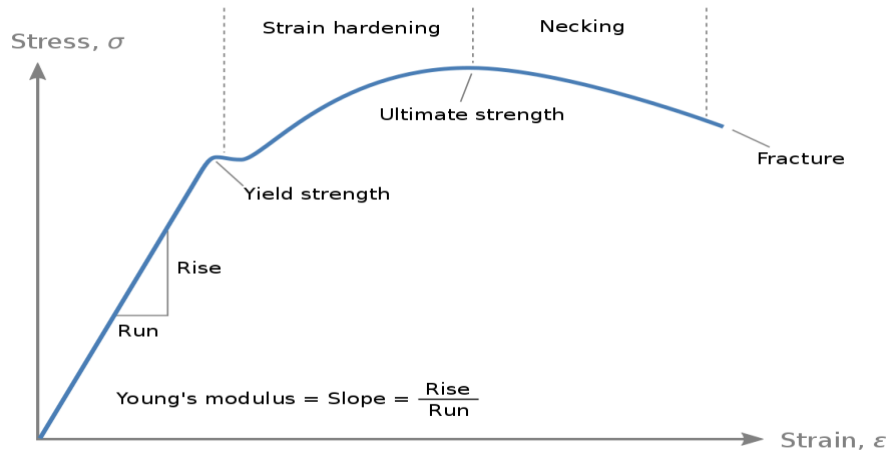 Strain hardening
Necking
Stress, σ
Ultimate strength
Fracture
Yield strength
Rise
Run
Young's modulus = Slope = Rise
Run
Strain, ε